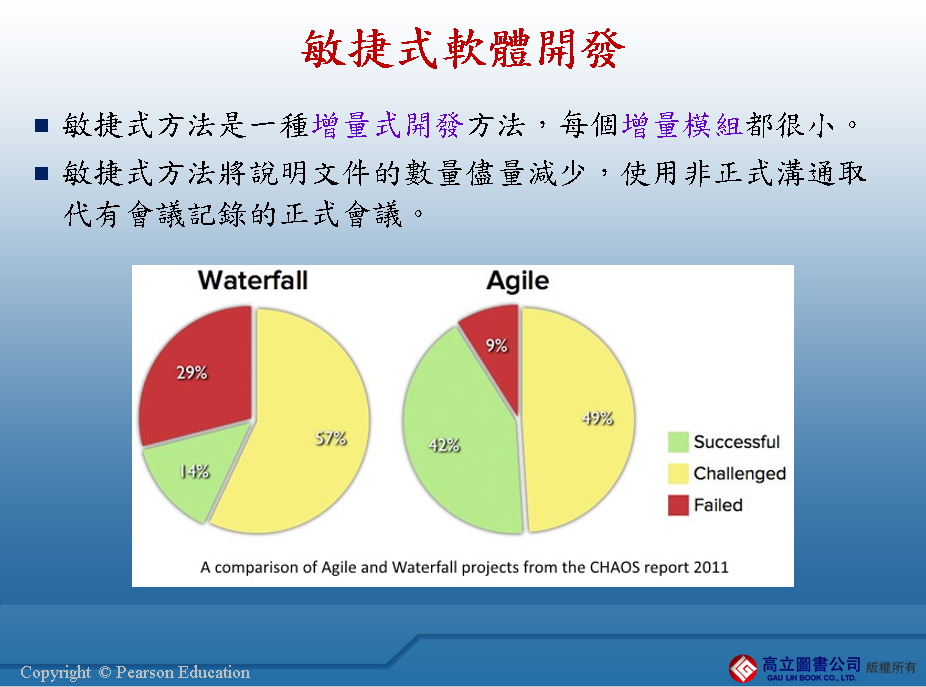 敏捷式軟體開發
敏捷式方法是一種增量式開發方法，每個增量模組都很小。
敏捷式方法將說明文件的數量儘量減少，使用非正式溝通取
代有會議記錄的正式會議。
Waterfall
Agile
29%
57%
14%
9%
49%
42%
Successful
Challenged
Failed
A comparison of Agile and Waterfall projects from the CHAOS report 2011
Copyright © Pearson Education
高立圖書公司 版權所有
GAU LIH BOOK CO., LTD.